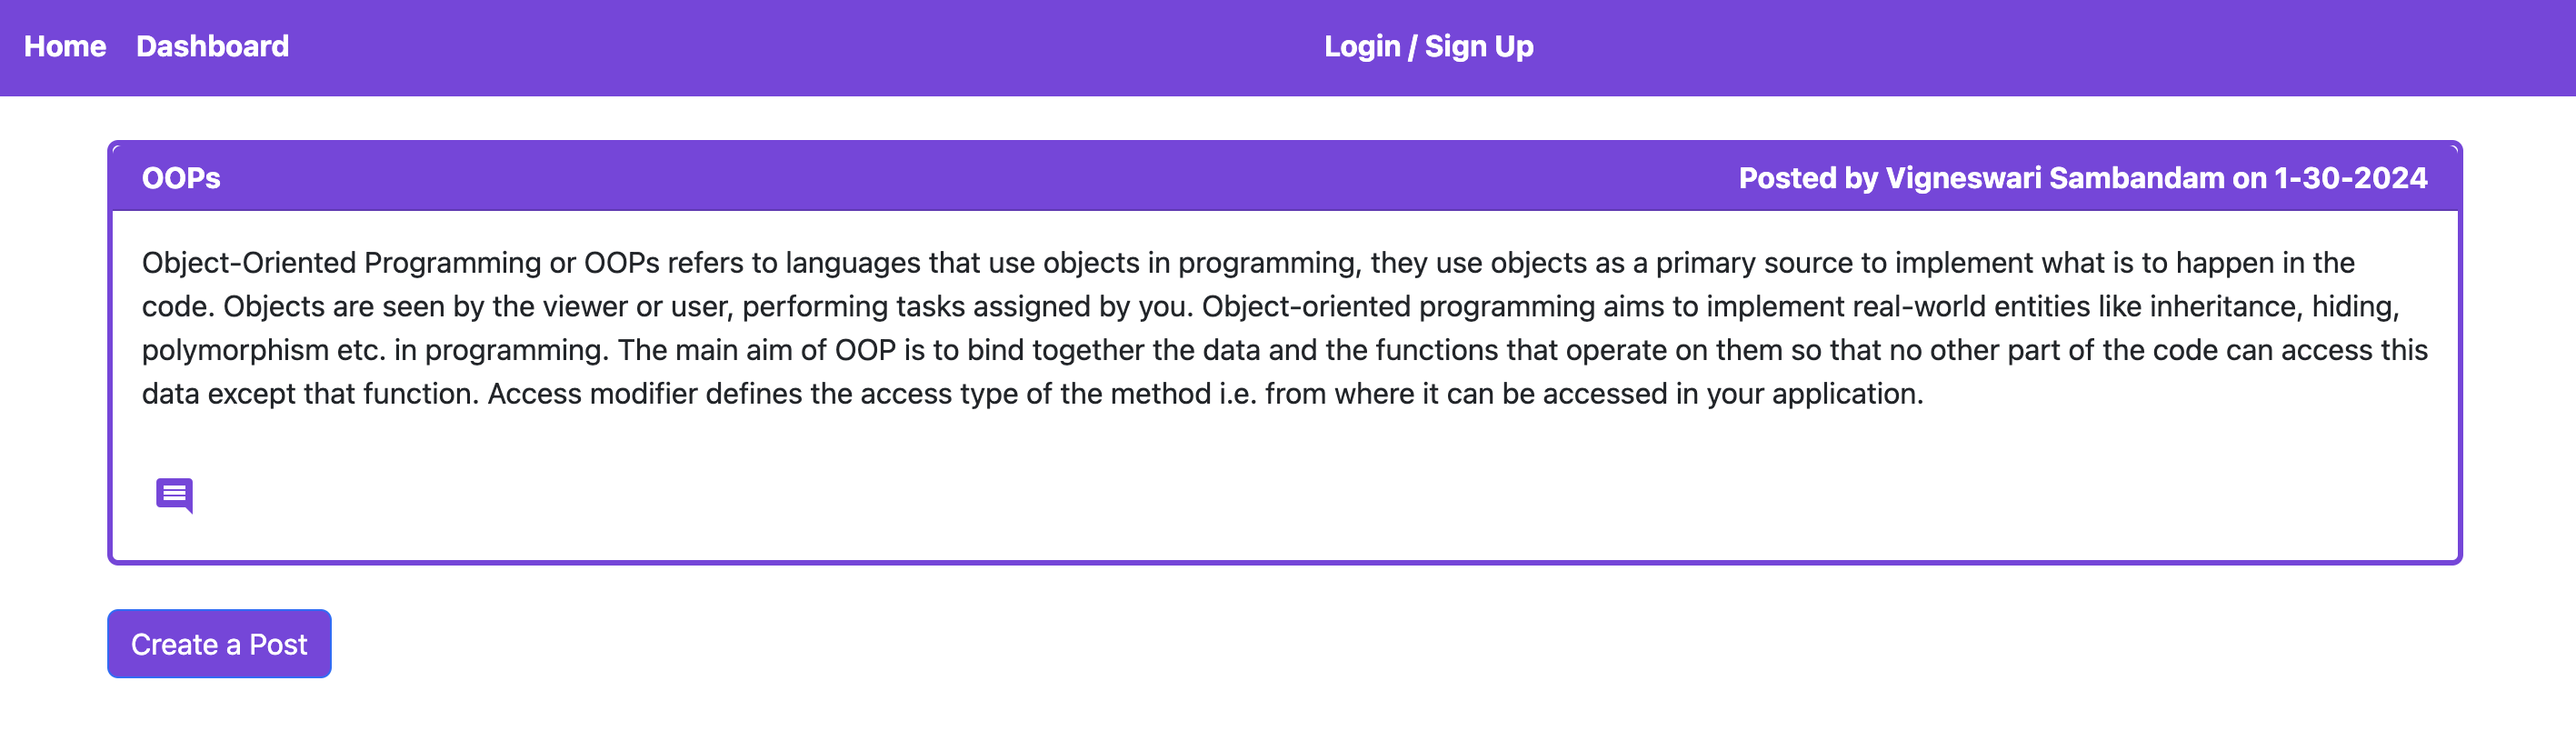 Home Dashboard Login / Sign Up
OOPs Posted by Vigneswari Sambandam on 1-30-2024
Object-Oriented Programming or OOPs refers to languages that use objects in programming, they use objects as a primary source to implement what is to happen in the
code. Objects are seen by the viewer or user, performing tasks assigned by you. Object-oriented programming aims to implement real-world entities like inheritance, hiding,
polymorphism etc. in programming. The main aim of OOP is to bind together the data and the functions that operate on them so that no other part of the code can access this
data except that function. Access modifier defines the access type of the method i.e. from where it can be accessed in your application.
Create a Post